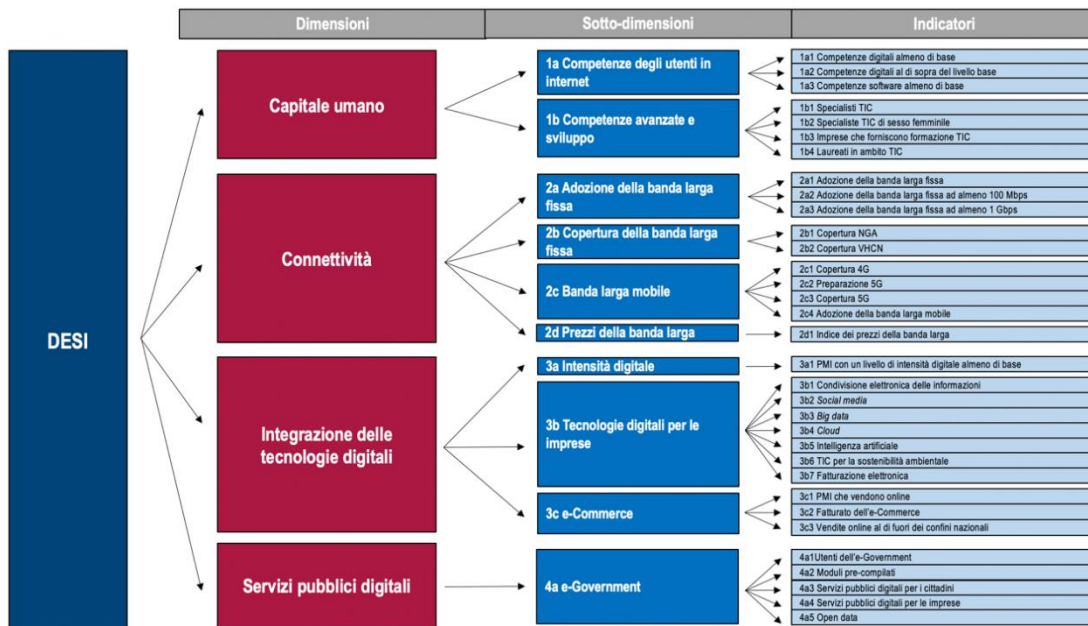 Dimensioni
Sotto-dimensioni
Indicatori
DESI
Capitale umano
1a Competenze degli utenti in
internet
1a1 Competenze digitali almeno di base
1a2 Competenze digitali al di sopra del livello base
1a3 Competenze software almeno di base
1b Competenze avanzate e
sviluppo
1b1 Specialisti TIC
1b2 Specialiste TIC di sesso femminile
1b3 Imprese che forniscono formazione TIC
1b4 Laureati in ambito TIC
Connettività
2a Adozione della banda larga
fissa
2a1 Adozione della banda larga fissa
2a2 Adozione della banda larga fissa ad almeno 100 Mbps
2a3 Adozione della banda larga fissa ad almeno 1 Gbps
2b Copertura della banda larga
fissa
2b1 Copertura NGA
2b2 Copertura VHCN
2c Banda larga mobile
2c1 Copertura 4G
2c2 Preparazione 5G
2c3 Copertura 5G
2c4 Adozione della banda larga mobile
2d Prezzi della banda larga
2d1 Indice dei prezzi della banda larga
Integrazione delle
tecnologie digitali
3a Intensità digitale
3a1 PMI con un livello di intensità digitale almeno di base
3b Tecnologie digitali per le
imprese
3b1 Condivisione elettronica delle informazioni
3b2 Social media
3b3 Big data
3b4 Cloud
3b5 Intelligenza artificiale
3b6 TIC per la sostenibilità ambientale
3b7 Fatturazione elettronica
3c e-Commerce
3c1 PMI che vendono online
3c2 Fatturato dell'e-Commerce
3c3 Vendite online al di fuori dei confini nazionali
Servizi pubblici digitali
4a e-Government
4a1Utenti dell'e-Government
4a2 Moduli pre-compilati
4a3 Servizi pubblici digitali per i cittadini
4a4 Servizi pubblici digitali per le imprese
4a5 Open data